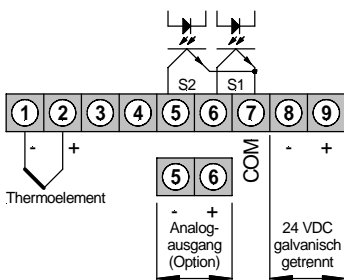 S2 S1
1 2 3 4 5 6 7 8 9
- + - +
Thermoelement
5 6
COM
- +
Analog-
ausgang
(Option)
24 VDC
galvanisch
getrennt